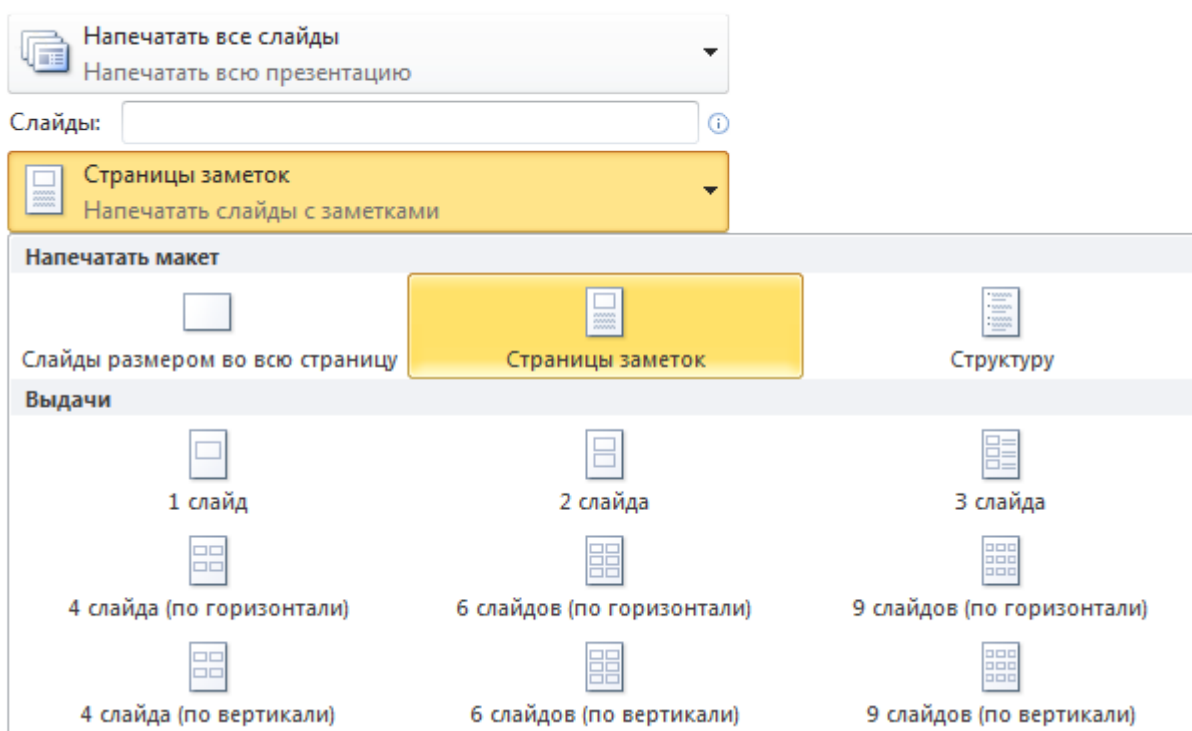 Напечатать все слайды
Напечатать всю презентацию
Слайды:
Страницы заметок
Напечатать слайды с заметками
Напечатать макет
Слайды размером во всю страницу Страницы заметок Структуру
Выдачи
1 слайд 2 слайда 3 слайда
4 слайда (по горизонтали) 6 слайдов (по горизонтали) 9 слайдов (по горизонтали)
4 слайда (по вертикали) 6 слайдов (по вертикали) 9 слайдов (по вертикали)